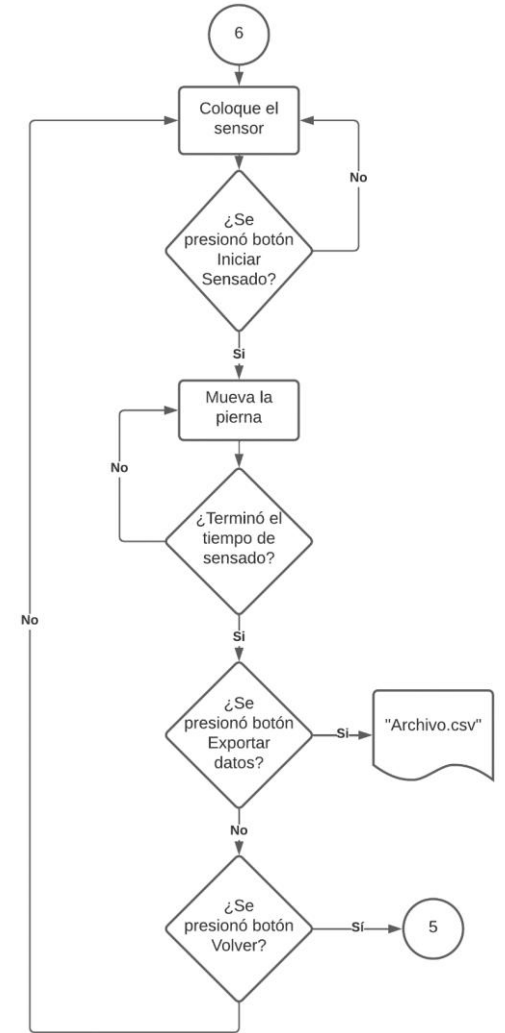 6
Coloque el
sensor
No
¿Se
presionó botón
Iniciar
Sensado?
Si
Mueva la
pierna
No
¿Terminó el
tiempo de
sensado?
No
Si
¿Se
presionó botón
Exportar
datos?
Si
"Archivo.csv"
No
¿Se
presionó botón
Volver?
Sí
5